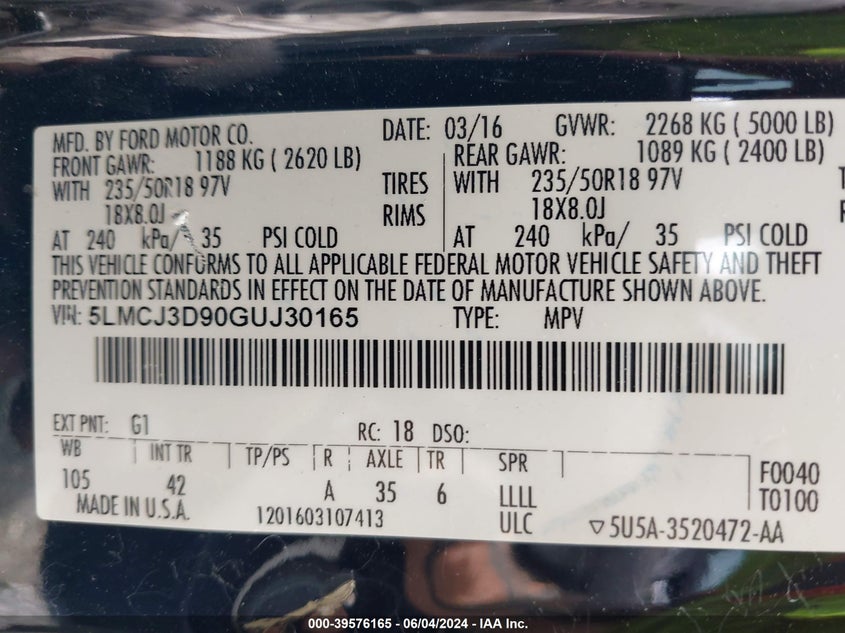 MFD. BY FORD MOTOR CO. DATE: 03/16 GVWR: 2268 KG ( 5000 LB)
FRONT GAWR: 1188 KG ( 2620 LB) REAR GAWR: 1089 KG ( 2400 LB)
WITH 235/50R18 97V TIRES WITH 235/50R18 97V
18X8.0J RIMS 18X8.0J
AT 240 kPa/ 35 PSI COLD AT 240 kPa/ 35 PSI COLD
THIS VEHICLE CONFORMS TO ALL APPLICABLE FEDERAL MOTOR VEHICLE SAFETY AND THEFT
PREVENTION STANDARDS IN EFFECT ON THE DATE OF MANUFACTURE SHOWN ABOVE.
VIN: 5LMCJ3D90GUJ30165 TYPE: MPV
EXT PNT: G1 RC: 18 DSO:
WB INT TR TP/PS R AXLE TR SPR
105 42 A 35 6 LLLL F0040
MADE IN U.S.A. 1201603107413 ULC T0100
▽5U5A-3520472-AA
000-39576165 - 06/04/2024 - IAA Inc.